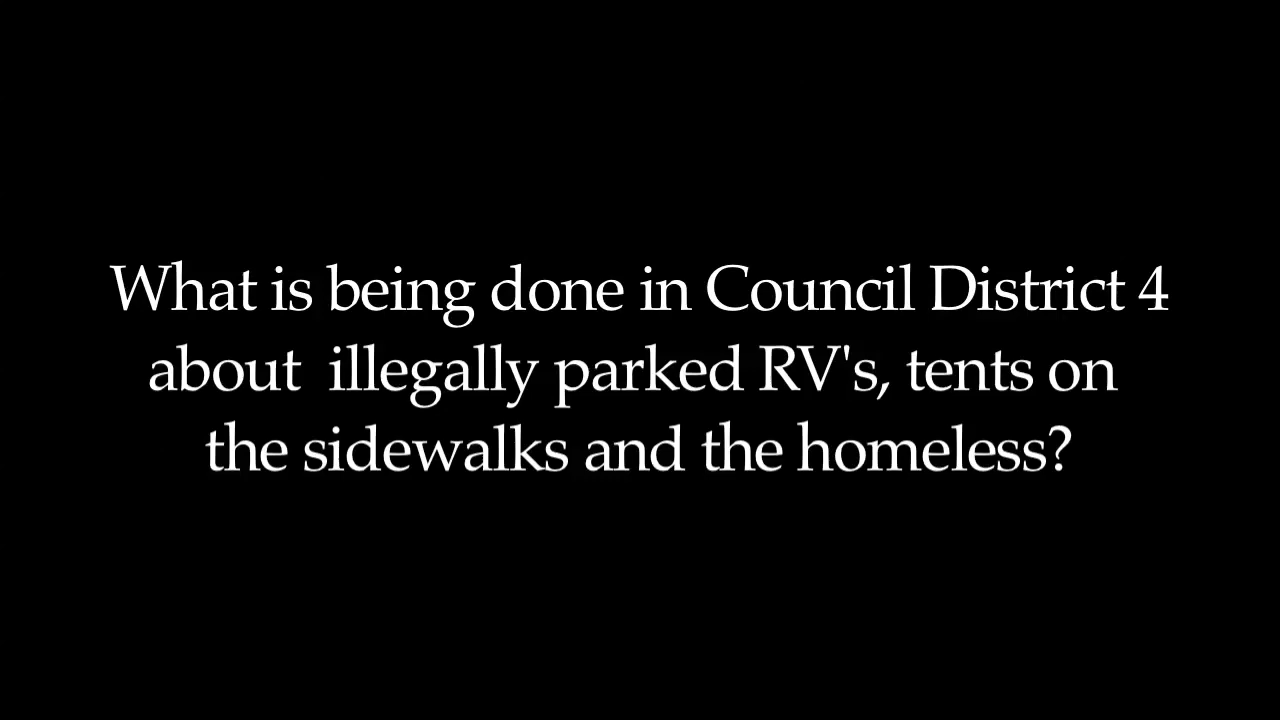 What is being done in Council District 4
about  illegally parked RV's, tents on
the sidewalks and the homeless?